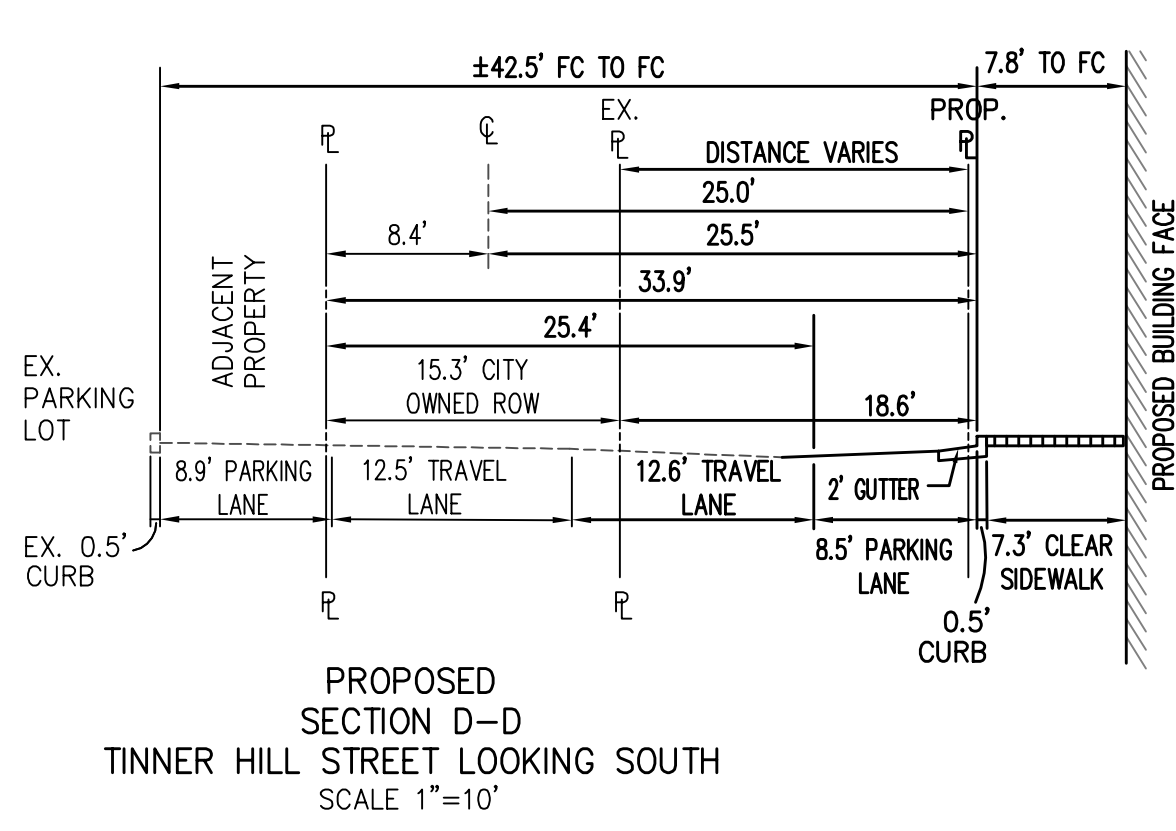 ±42.5' FC TO FC
7.8' TO FC
EX.
PROP.
PL
CL
PL
PL
DISTANCE VARIES
25.0'
8.4'
25.5'
33.9'
25.4'
ADJACENT
PROPERTY
15.3' CITY
OWNED ROW
18.6'
EX.
PARKING
LOT
PROPOSED BUILDING FACE
8.9' PARKING
LANE
12.5' TRAVEL
LANE
12.6' TRAVEL
LANE
2' GUTTER
8.5' PARKING
LANE
7.3' CLEAR
SIDEWALK
EX. 0.5'
CURB
0.5'
CURB
PL
PL
PROPOSED
SECTION D-D
TINNER HILL STREET LOOKING SOUTH
SCALE 1"=10'